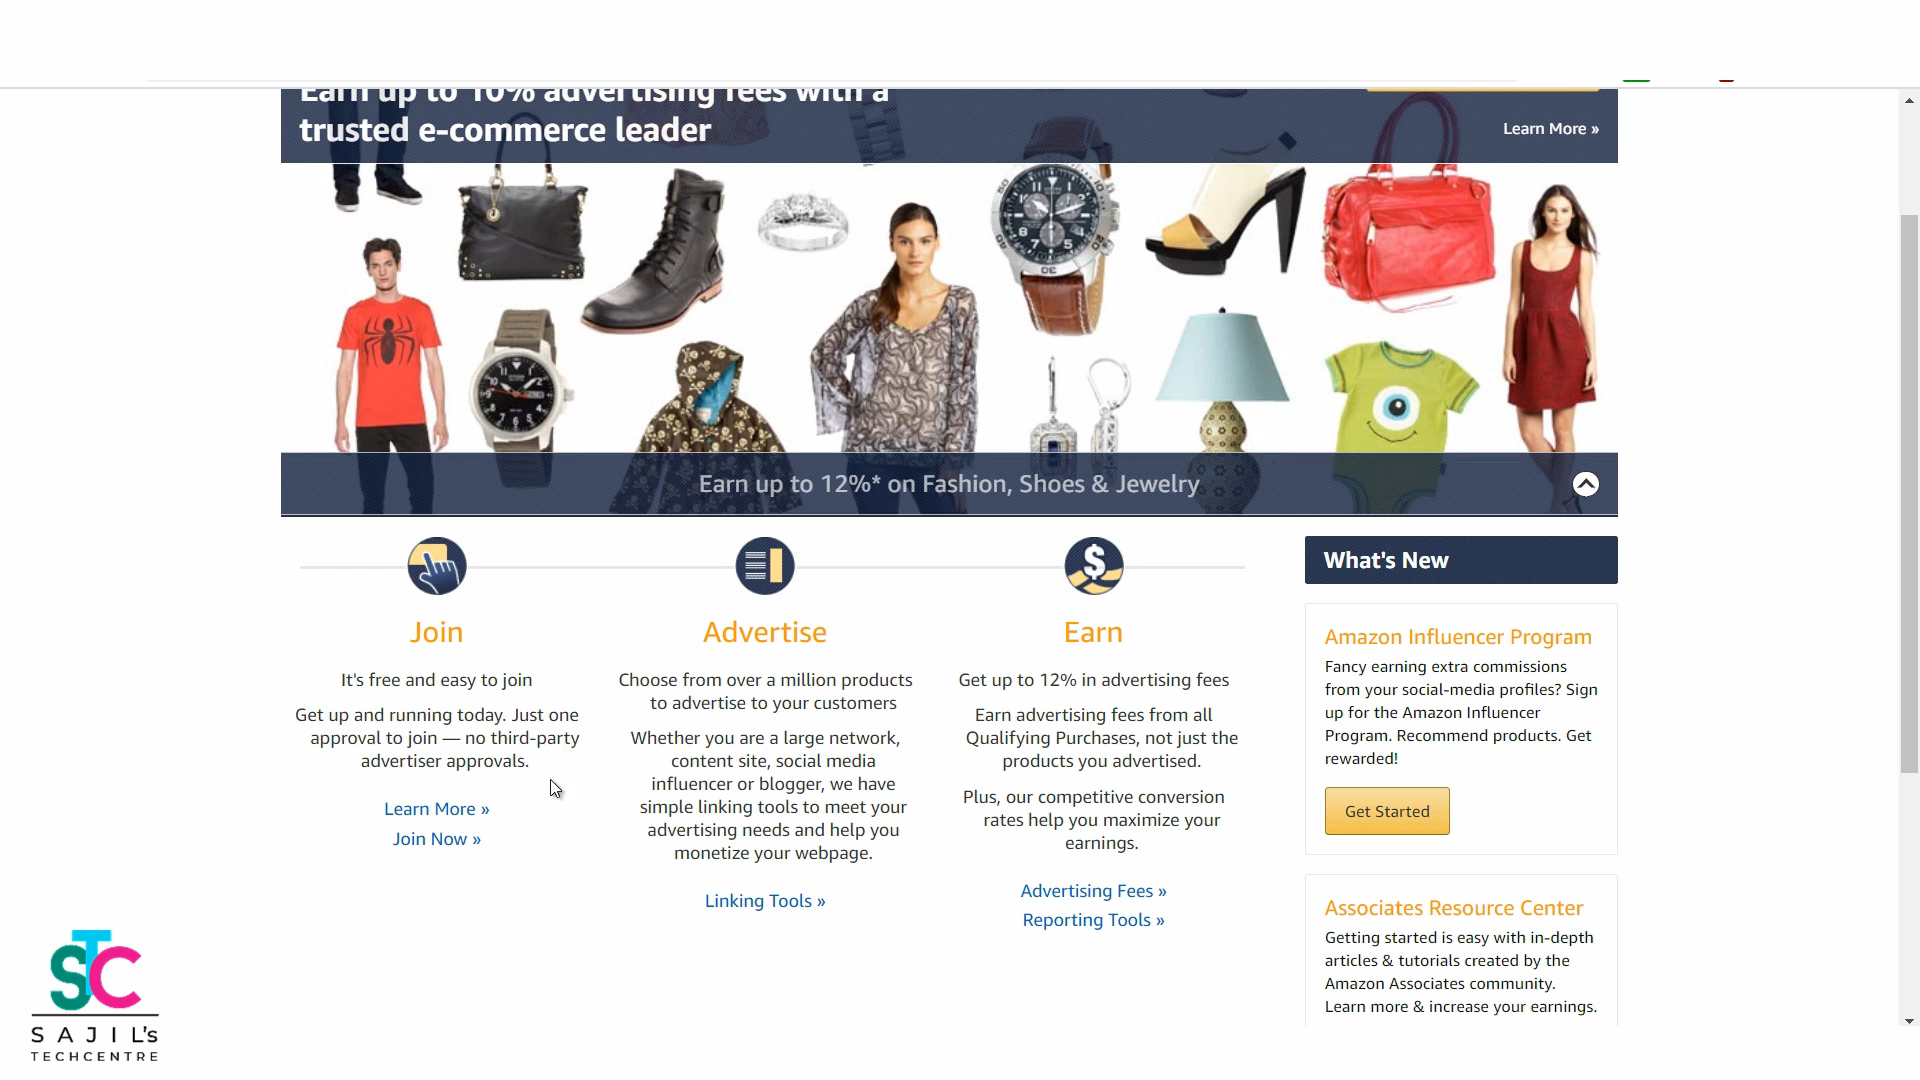 Earn up to 10% advertising fees with a
trusted e-commerce leader
Learn More »
Earn up to 12%* on Fashion, Shoes & Jewelry
Join
It's free and easy to join
Get up and running today. Just one
approval to join — no third-party
advertiser approvals.
Learn More »
Join Now »
Advertise
Choose from over a million products
to advertise to your customers
Whether you are a large network,
content site, social media
influencer or blogger, we have
simple linking tools to meet your
advertising needs and help you
monetize your webpage.
Linking Tools »
Earn
Get up to 12% in advertising fees
Earn advertising fees from all
Qualifying Purchases, not just the
products you advertised.
Plus, our competitive conversion
rates help you maximize your
earnings.
Advertising Fees »
Reporting Tools »
What's New
Amazon Influencer Program
Fancy earning extra commissions
from your social-media profiles? Sign
up for the Amazon Influencer
Program. Recommend products. Get
rewarded!
Get Started
Associates Resource Center
Getting started is easy with in-depth
articles & tutorials created by the
Amazon Associates community.
Learn more & increase your earnings.
STC
SAJIL's
TECHCENTRE